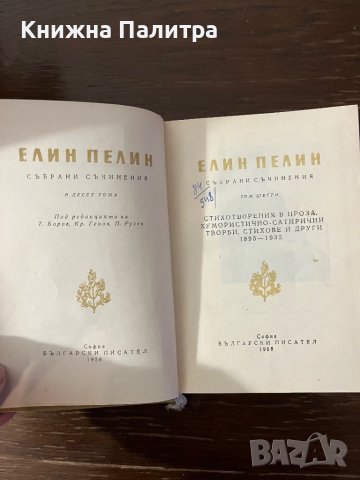 Книжна Палитра
ЕЛИН ПЕЛИН
СЪБРАНИ СЪЧИНЕНИЯ
В ДЕСЕТ ТОМА
Под редакцията на
Т. Боров, Кр. Генов, П. Русев
София
БЪЛГАРСКИ ПИСАТЕЛ
1958
ЕЛИН ПЕЛИН
СЪБРАНИ СЪЧИНЕНИЯ
ТОМ ШЕСТИ
СТИХОТВОРЕНИЯ В ПРОЗА,
ХУМОРИСТИЧНО-САТИРИЧНИ
ТВОРБИ, СТИХОВЕ И ДРУГИ
1895—1935
София
БЪЛГАРСКИ ПИСАТЕЛ
1958
BAZAR